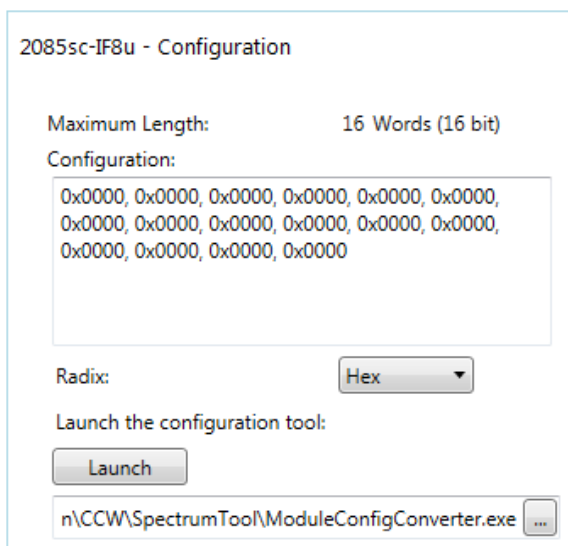 2085sc-IF8u - Configuration
Maximum Length: 16 Words (16 bit)
Configuration:
0x0000, 0x0000, 0x0000, 0x0000, 0x0000, 0x0000,
0x0000, 0x0000, 0x0000, 0x0000, 0x0000, 0x0000,
0x0000, 0x0000, 0x0000, 0x0000
Radix: Hex
Launch the configuration tool:
Launch
n\CCW\SpectrumTool\ModuleConfigConverter.exe ...